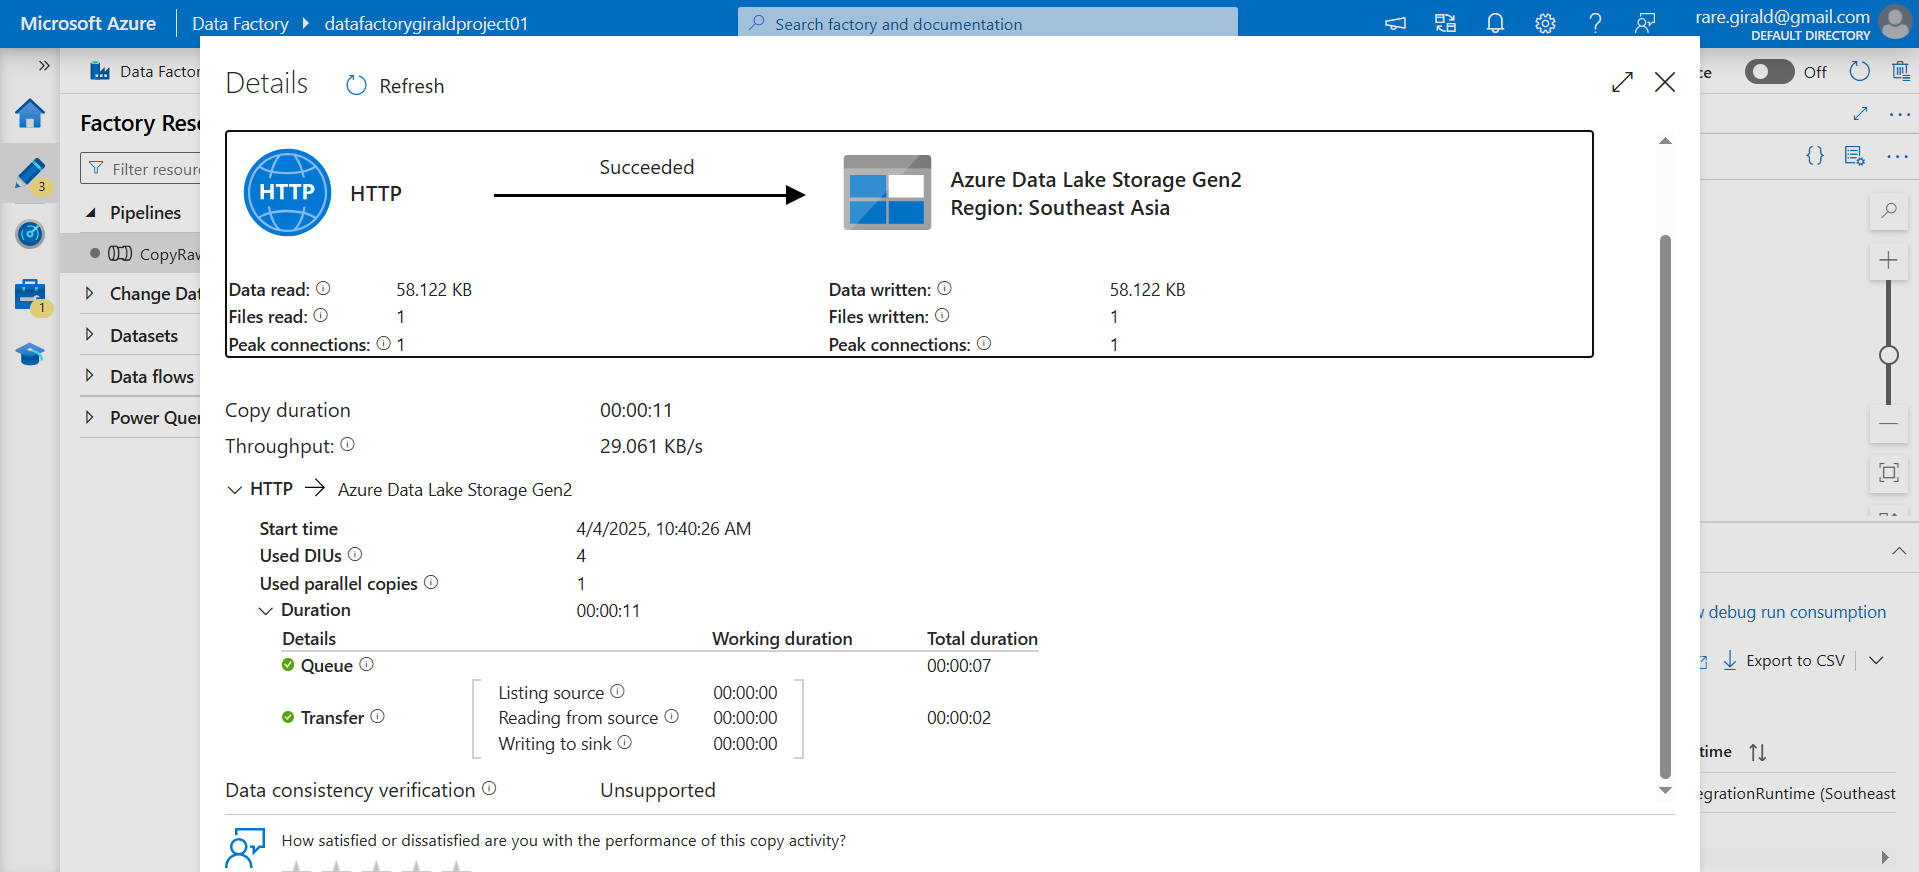 Microsoft Azure
Data Factory
datafactorygiraldproject01
Search factory and documentation
rare.girald@gmail.com
DEFAULT DIRECTORY
Data Factor
Off
Factory Res
Filter resour
3
Pipelines
CopyRaw
1
Change Dat
Datasets
Data flows
Power Quer
Details
Refresh
HTTP
HTTP
Succeeded
Azure Data Lake Storage Gen2
Region: Southeast Asia
Data read: 58.122 KB
Data written: 58.122 KB
Files read: 1
Files written: 1
Peak connections: 1
Peak connections: 1
Copy duration 00:00:11
Throughput: 29.061 KB/s
HTTP → Azure Data Lake Storage Gen2
Start time 4/4/2025, 10:40:26 AM
Used DIUs 4
Used parallel copies 1
Duration 00:00:11
Details Working duration Total duration
Queue 00:00:07
Listing source 00:00:00
Transfer Reading from source 00:00:00 00:00:02
Writing to sink 00:00:00
Data consistency verification Unsupported
How satisfied or dissatisfied are you with the performance of this copy activity?
debug run consumption
Export to CSV
time
egrationRuntime (Southeast